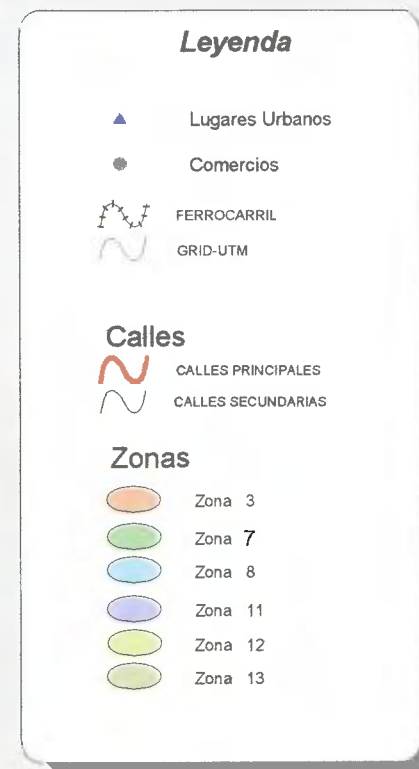 Leyenda
Lugares Urbanos
Comercios
FERROCARRIL
GRID-UTM
Calles
CALLES PRINCIPALES
CALLES SECUNDARIAS
Zonas
Zona 3
Zona 7
Zona 8
Zona 11
Zona 12
Zona 13